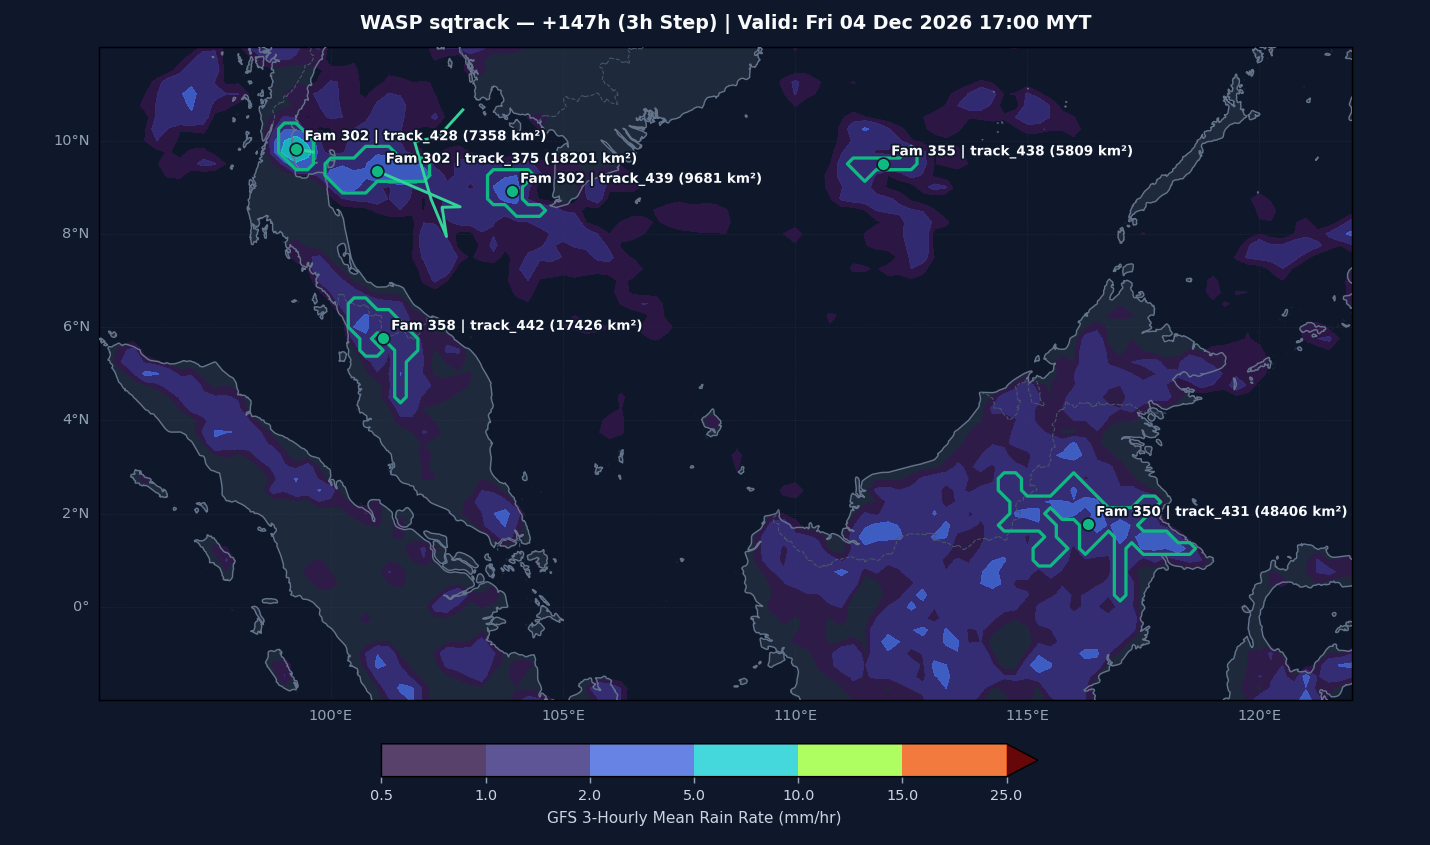 WASP sqtrack — +147h (3h Step) | Valid: Fri 04 Dec 2026 17:00 MYT
Fam 302 | track_428 (7358 km²)
Fam 302 | track_375 (18201 km²)
Fam 302 | track_439 (9681 km²)
Fam 355 | track_438 (5809 km²)
Fam 358 | track_442 (17426 km²)
Fam 350 | track_431 (48406 km²)
10°N
8°N
6°N
4°N
2°N
0°
100°E
105°E
110°E
115°E
120°E
0.5
1.0
2.0
5.0
10.0
15.0
25.0
GFS 3-Hourly Mean Rain Rate (mm/hr)